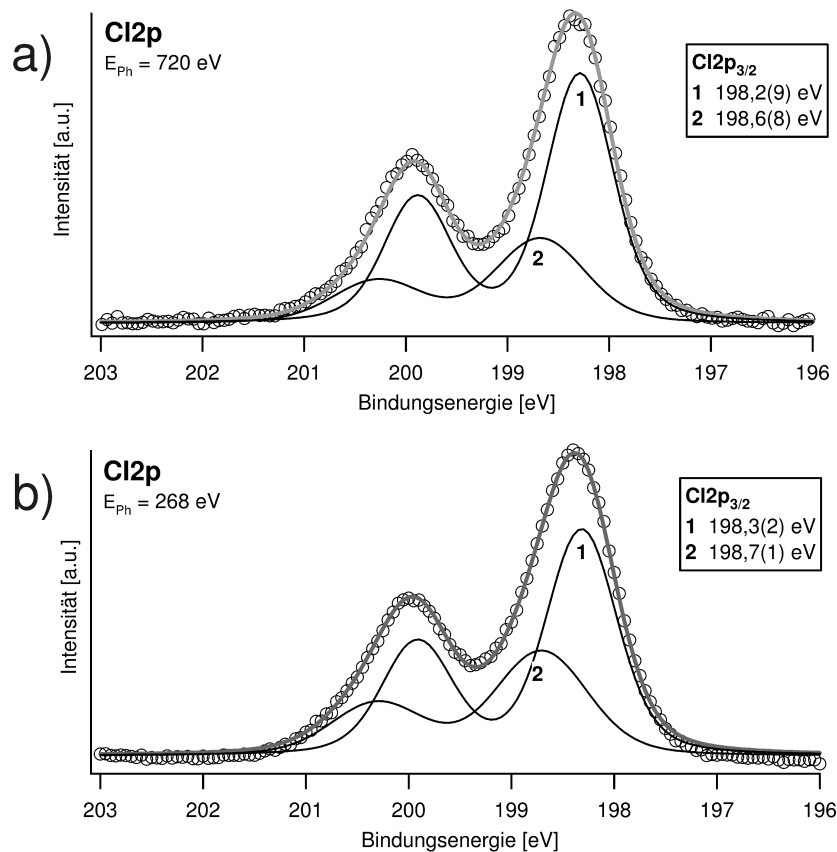 a)
Cl2p
E_Ph = 720 eV
Cl2p_3/2
1 198,2(9) eV
2 198,6(8) eV
1
2
Intensität [a.u.]
203 202 201 200 199 198 197 196
Bindungsenergie [eV]
b)
Cl2p
E_Ph = 268 eV
Cl2p_3/2
1 198,3(2) eV
2 198,7(1) eV
1
2
Intensität [a.u.]
203 202 201 200 199 198 197 196
Bindungsenergie [eV]